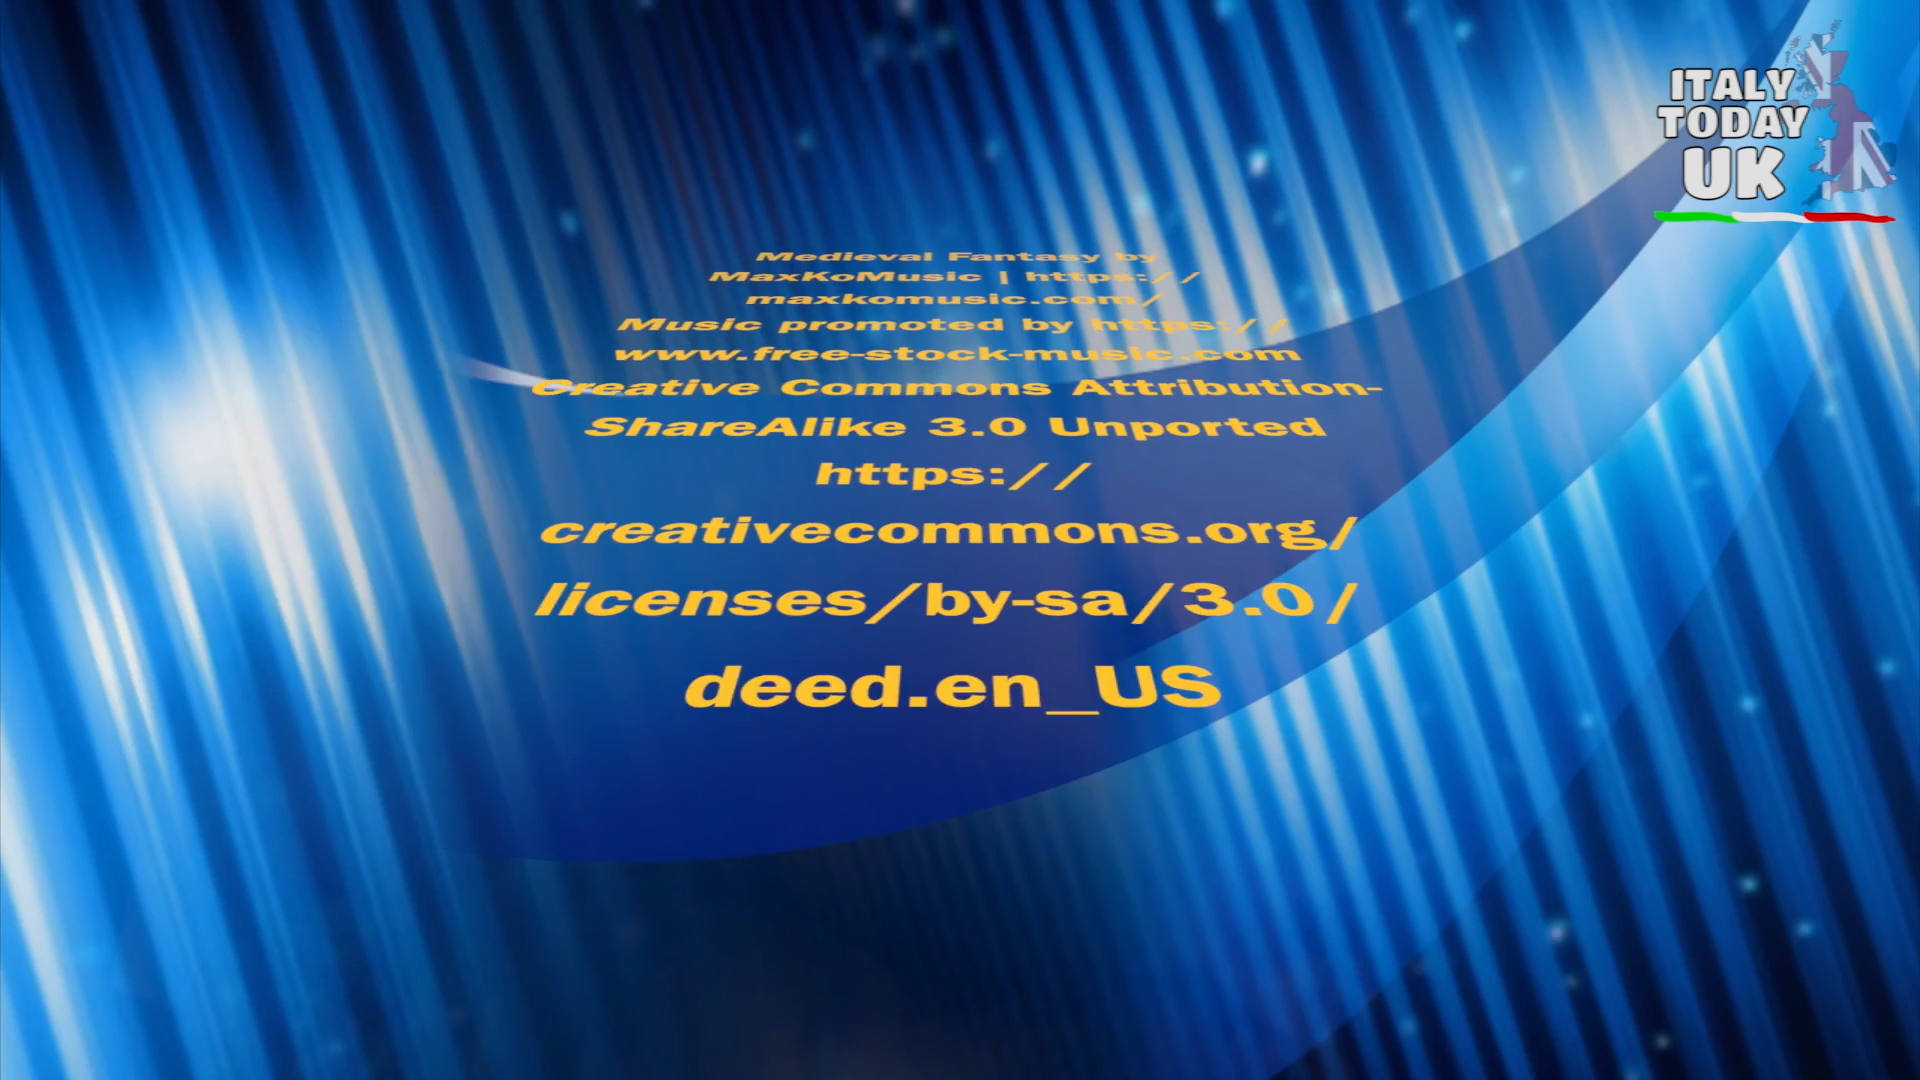 ITALY
TODAY
UK
Medieval Fantasy by
MaxKoMusic | https://
maxkomusic.com/
Music promoted by https://
www.free-stock-music.com
Creative Commons Attribution-
ShareAlike 3.0 Unported
https://
creativecommons.org/
licenses/by-sa/3.0/
deed.en_US